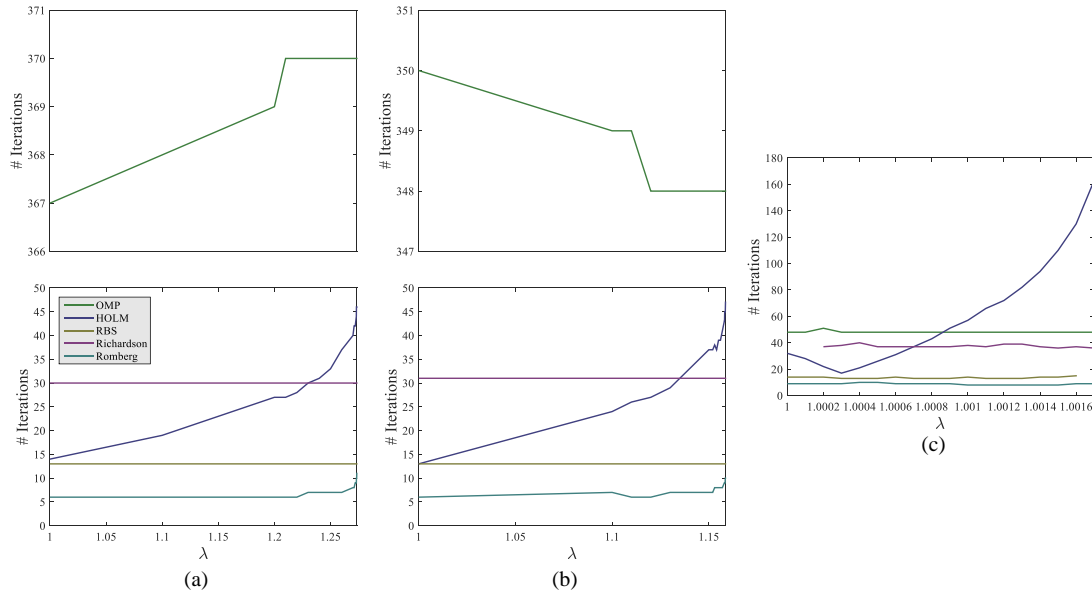 371
370
369
368
367
366
# Iterations
351
350
349
348
347
# Iterations
50
45
40
35
30
25
20
15
10
5
0
# Iterations
OMP
HOLM
RBS
Richardson
Romberg
1 1.05 1.1 1.15 1.2 1.25
λ
(a)
50
45
40
35
30
25
20
15
10
5
0
# Iterations
1 1.05 1.1 1.15
λ
(b)
180
160
140
120
100
80
60
40
20
0
# Iterations
1 1.0002 1.0004 1.0006 1.0008 1.001 1.0012 1.0014 1.0016
λ
(c)